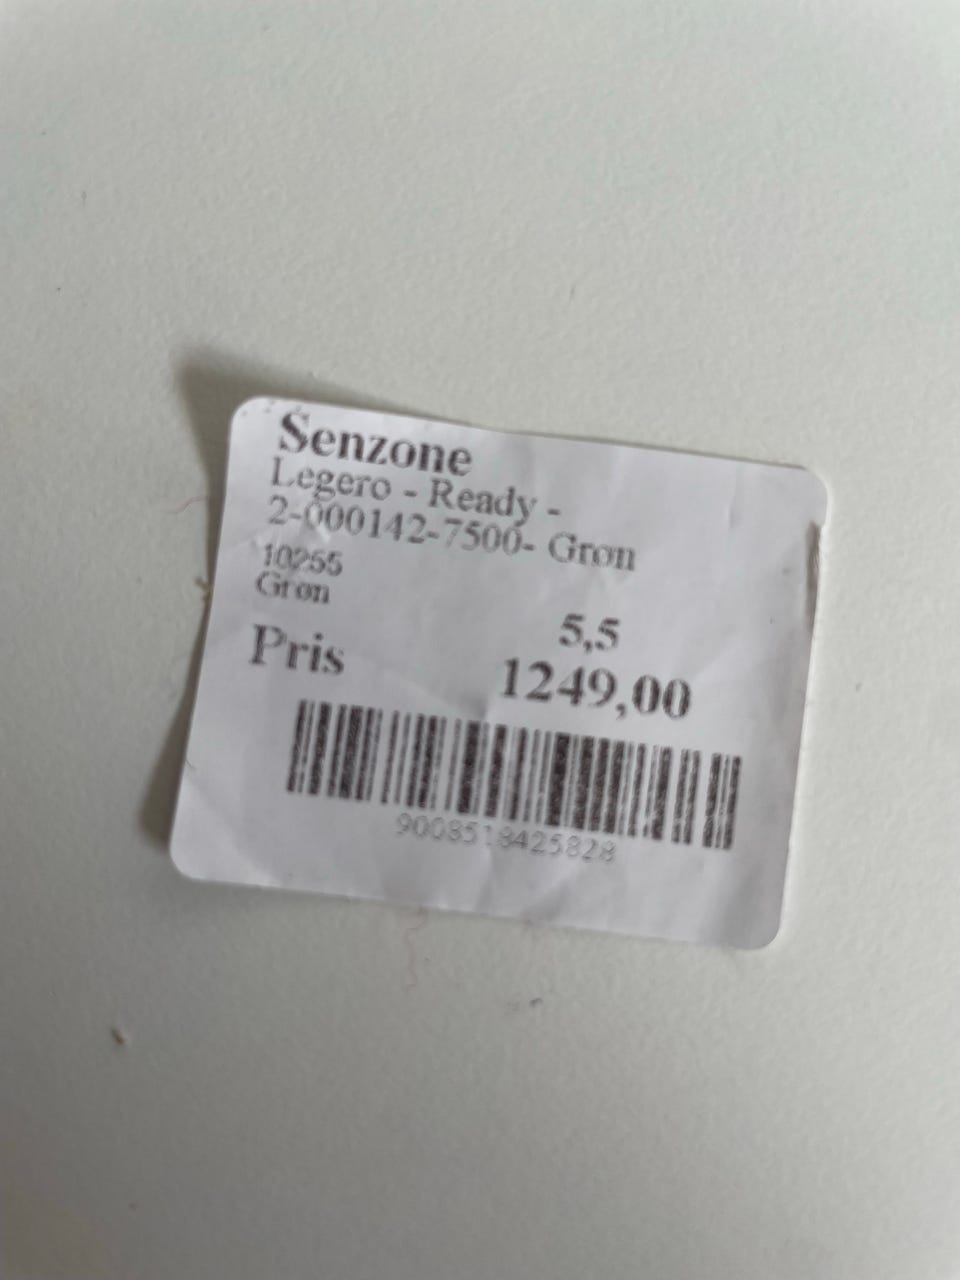 Senzone
Legero - Ready -
2-000142-7500- Grøn
10255
Grøn
5,5
Pris 1249,00
9008518425828